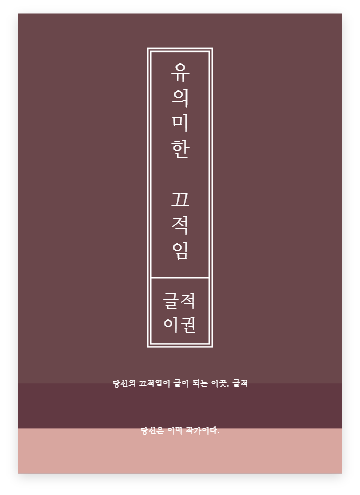 유의미한 끄적임
글적
이권
당신의 끄적임이 글이 되는 이곳, 글적
당신은 이미 작가이다.